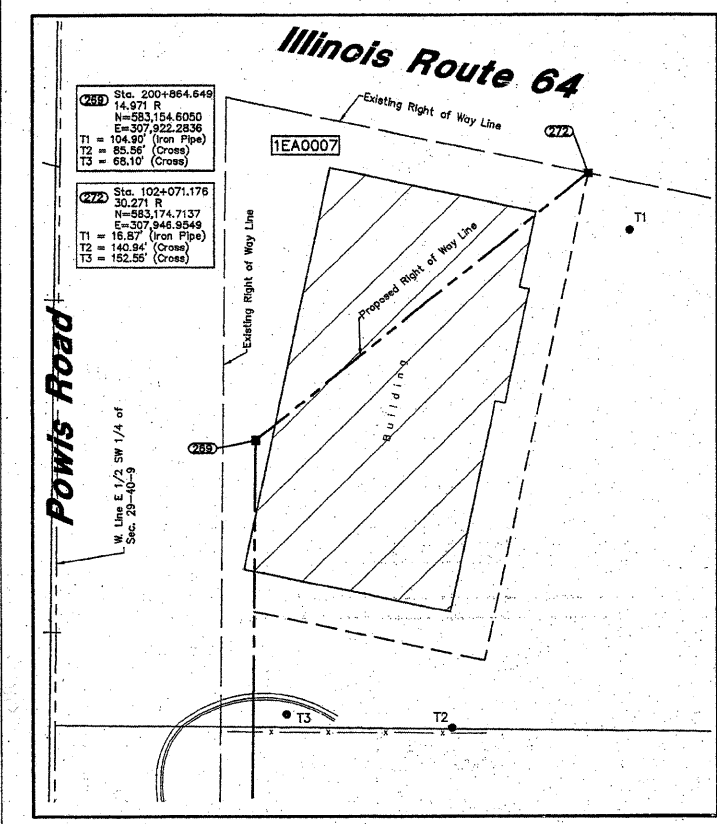 Illinois Route 64
269 Sta. 200+864.649
14.971 R
N=583,154.6050
E=307,922.2836
T1 = 104.90' (Iron Pipe)
T2 = 85.56' (Cross)
T3 = 68.10' (Cross)
272 Sta. 102+071.176
30.271 R
N=583,174.7137
E=307,946.9549
T1 = 16.87' (Iron Pipe)
T2 = 140.94' (Cross)
T3 = 152.55' (Cross)
Existing Right of Way Line
1EA0007
272
T1
Existing Right of Way Line
Proposed Right of Way Line
Building
Powis Road
269
W. Line E 1/2 SW 1/4 of
Sec. 29-40-9
T3
T2
x x x x